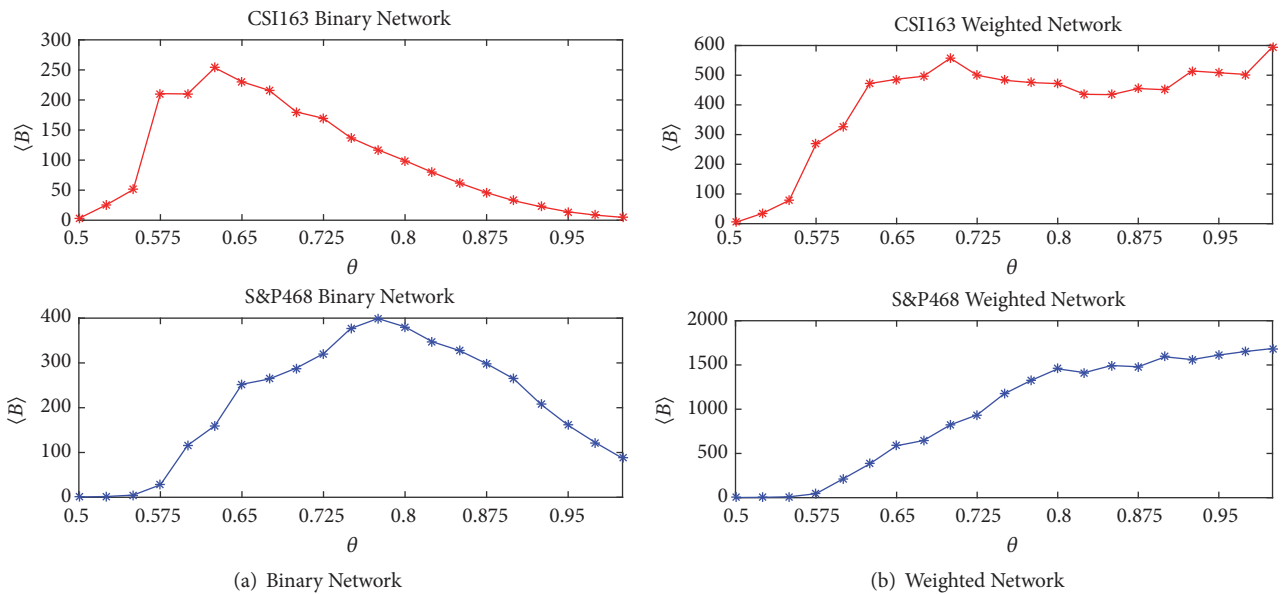 CSI163 Binary Network
300
250
200
150
100
50
0
⟨B⟩
0.5 0.575 0.65 0.725 0.8 0.875 0.95
θ
S&P468 Binary Network
400
300
200
100
0
⟨B⟩
0.5 0.575 0.65 0.725 0.8 0.875 0.95
θ
(a) Binary Network
CSI163 Weighted Network
600
500
400
300
200
100
0
⟨B⟩
0.5 0.575 0.65 0.725 0.8 0.875 0.95
θ
S&P468 Weighted Network
2000
1500
1000
500
0
⟨B⟩
0.5 0.575 0.65 0.725 0.8 0.875 0.95
θ
(b) Weighted Network